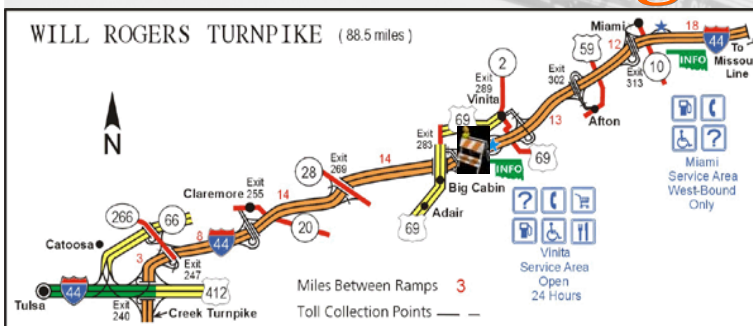 WILL ROGERS TURNPIKE (88.5 miles)
Miami
18
44
To
Missou
Line
12
59
INFO
Exit
313
10
Exit
302
2
Exit
289
Vinita
69
Exit
283
13
Afton
69
INFO
Big Cabin
Adair
69
14
Exit
269
28
14
Claremore
Exit
255
20
266
66
8
44
Catoosa
3
Exit
247
Tulsa
44
412
Exit
240
Creek Turnpike
N
?
Miami
Service Area
West-Bound
Only
?
Vinita
Service Area
Open
24 Hours
Miles Between Ramps 3
Toll Collection Points